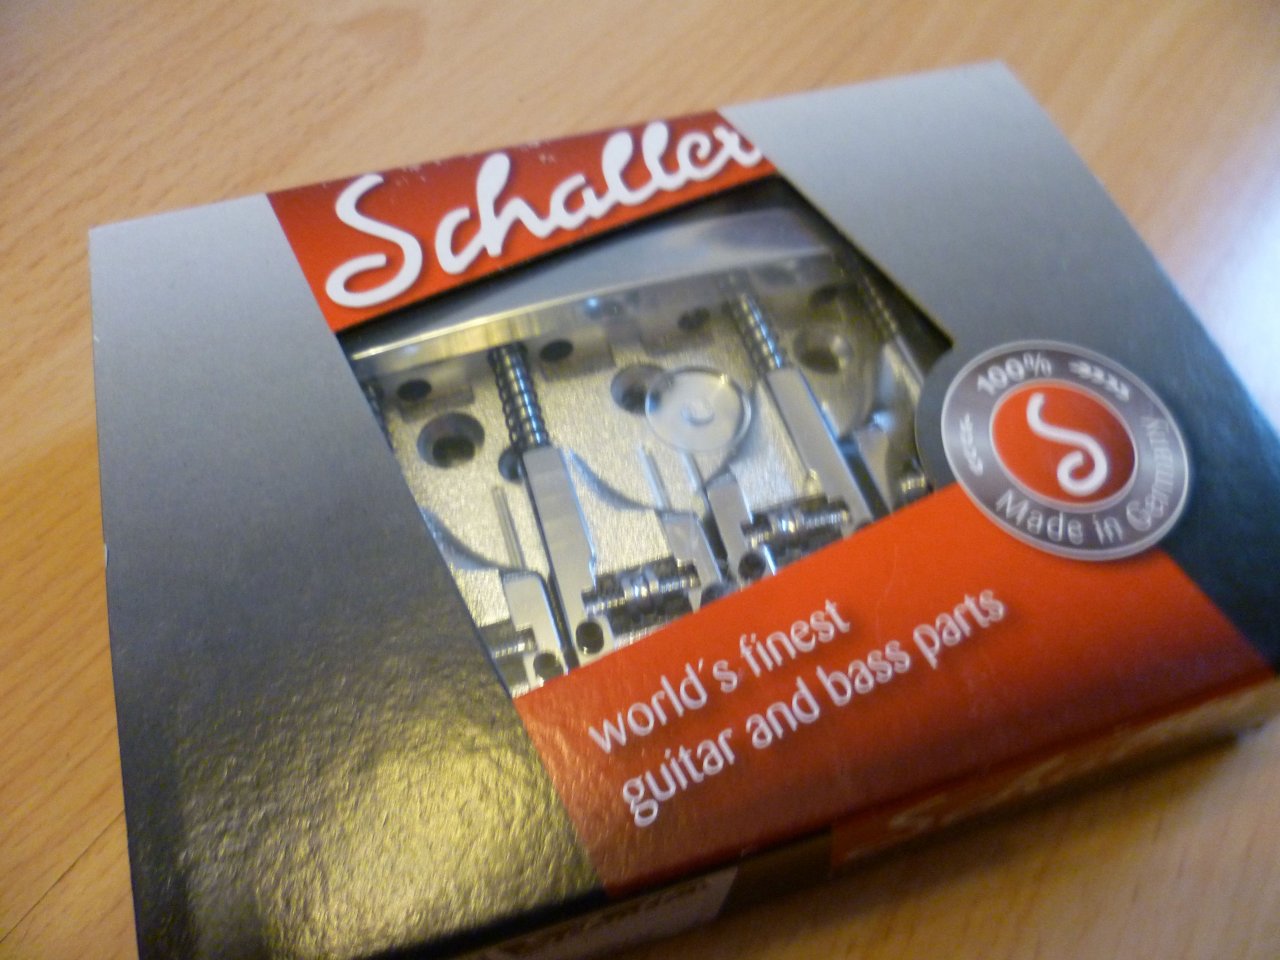 Schaller
100%
Made in Germany
world´s finest
guitar and bass parts